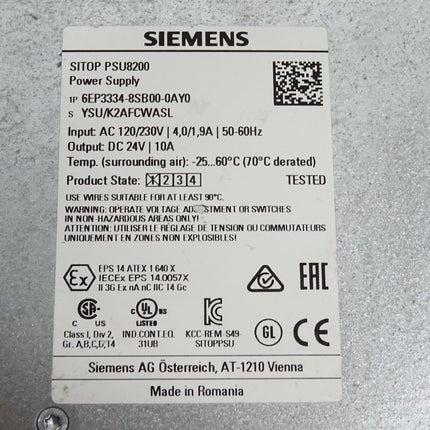 SIEMENS
SITOP PSU8200
Power Supply
1P 6EP3334-8SB00-0AY0
S YSU/K2AFCWASL
Input: AC 120/230V | 4,0/1,9A | 50-60Hz
Output: DC 24V | 10A
Temp. (surrounding air): -25...60°C (70°C derated)
Product State: X 2 3 4 TESTED
USE WIRES SUITABLE FOR AT LEAST 90°C.
WARNING: OPERATE VOLTAGE ADJUSTMENT OR SWITCHES
IN NON-HAZARDOUS AREAS ONLY!
ATTENTION: UTILISER LE RÉGLAGE DE TENSION OU COMMUTATEURS
UNIQUEMENT EN ZONES NON EXPLOSIBLES!
Ex
EPS 14 ATEX 1 640 X
IECEx EPS 14.0057X
II 3G Ex nA nC IIC T4 Gc
EAC
SA
C US
Class I, Div 2,
Gr. A,B,C,D,T4
C UL US
LISTED
IND.CONT.EQ.
31UB
KCC-REM-S49-
SITOPPSU
GL
CE
Siemens AG Österreich, AT-1210 Vienna
Made in Romania